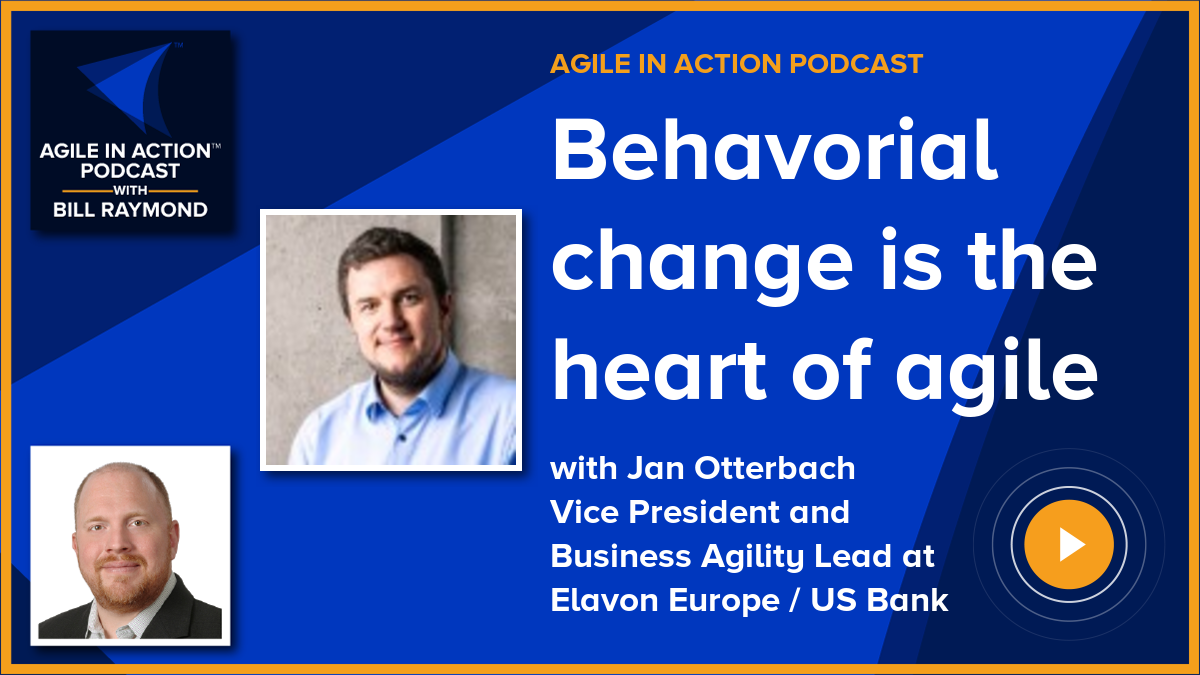 AGILE IN ACTION™
PODCAST
WITH
BILL RAYMOND
AGILE IN ACTION PODCAST
Behavorial
change is the
heart of agile
with Jan Otterbach
Vice President and
Business Agility Lead at
Elavon Europe / US Bank